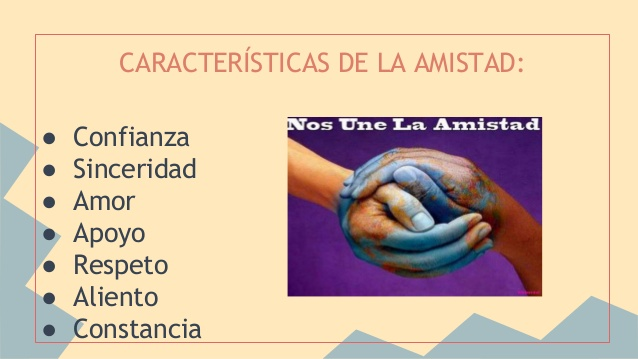 CARACTERÍSTICAS DE LA AMISTAD:
● Confianza
● Sinceridad
● Amor
● Apoyo
● Respeto
● Aliento
● Constancia
Nos Une La Amistad